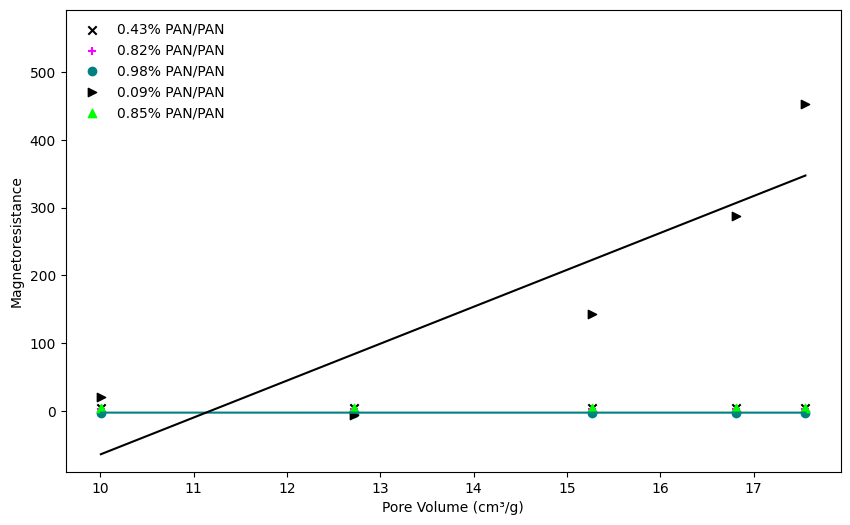 0.43% PAN/PAN
0.82% PAN/PAN
0.98% PAN/PAN
0.09% PAN/PAN
0.85% PAN/PAN
500
400
300
200
100
0
Magnetoresistance
10 11 12 13 14 15 16 17
Pore Volume (cm³/g)